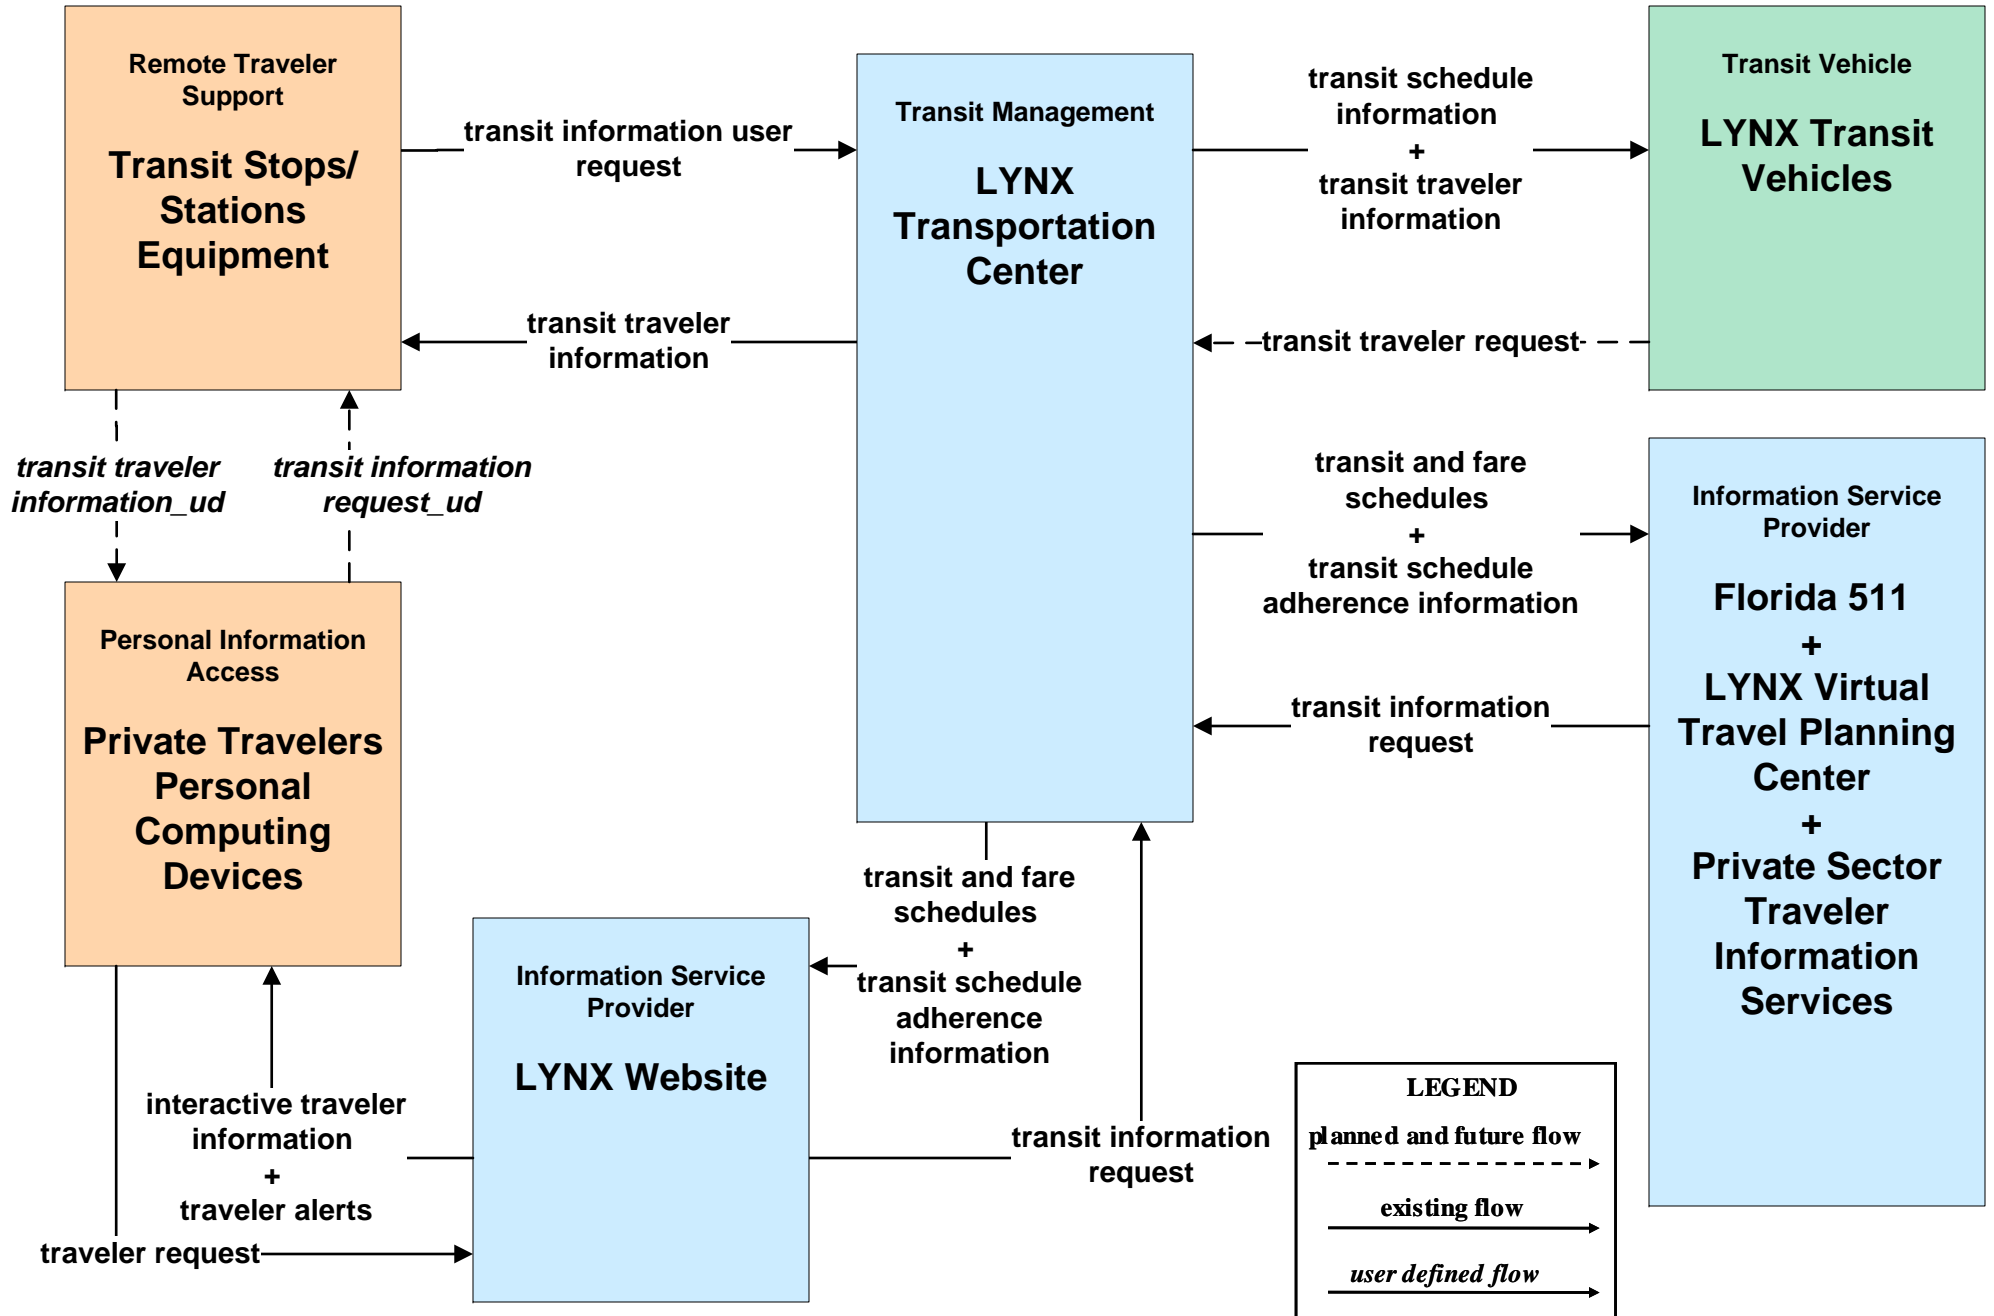 Remote Traveler
Support
Transit Stops/
Stations
Equipment
transit information user
request
transit traveler
information
Transit Management
LYNX
Transportation
Center
transit schedule
information
+
transit traveler
information
transit traveler request
Transit Vehicle
LYNX Transit
Vehicles
transit traveler
information_ud
transit information
request_ud
transit and fare
schedules
+
transit schedule
adherence information
transit information
request
Information Service
Provider
Florida 511
+
LYNX Virtual
Travel Planning
Center
+
Private Sector
Traveler
Information
Services
Personal Information
Access
Private Travelers
Personal
Computing
Devices
transit and fare
schedules
+
transit schedule
adherence
information
Information Service
Provider
LYNX Website
interactive traveler
information
+
traveler alerts
traveler request
transit information
request
LEGEND
planned and future flow
existing flow
user defined flow